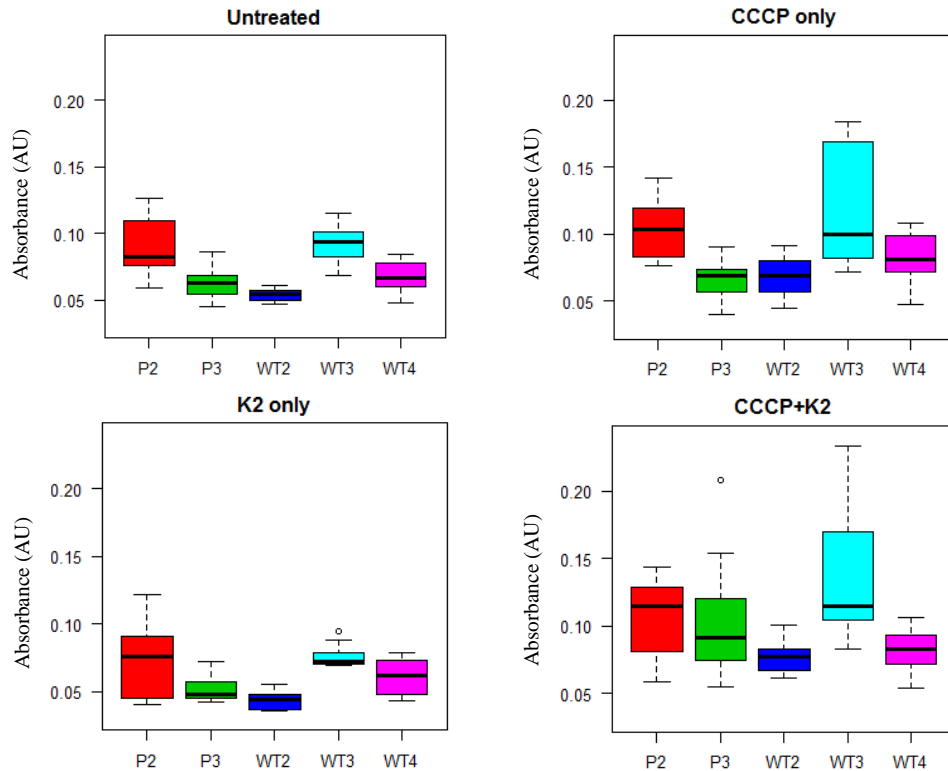 Untreated
Absorbance (AU)
0.20
0.15
0.10
0.05
P2 P3 WT2 WT3 WT4
CCCP only
Absorbance (AU)
0.20
0.15
0.10
0.05
P2 P3 WT2 WT3 WT4
K2 only
Absorbance (AU)
0.20
0.15
0.10
0.05
P2 P3 WT2 WT3 WT4
CCCP+K2
Absorbance (AU)
0.20
0.15
0.10
0.05
P2 P3 WT2 WT3 WT4